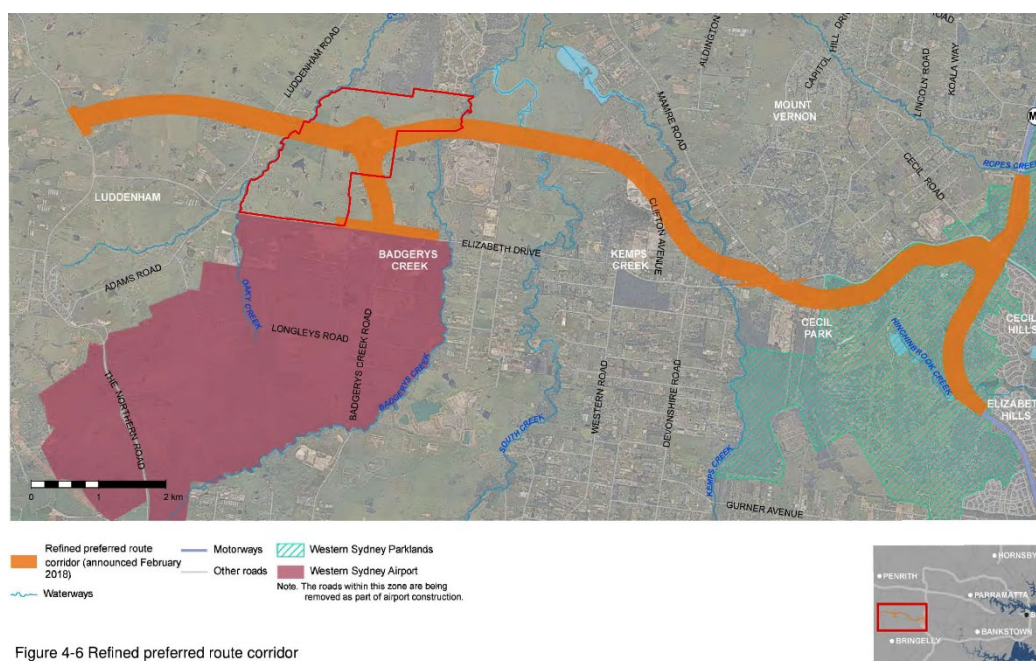 LUDDENHAM ROAD
ALDINGTON
CAPITOL HILL DRIV
LINCOLN ROAD
KOALA WAY
MAMRE ROAD
MOUNT
VERNON
M
ROPES CREEK
CECIL ROAD
LUDDENHAM
CLIFTON AVENUE
BADGERYS
CREEK
ELIZABETH DRIVE
KEMPS
CREEK
ADAMS ROAD
OAKY CREEK
LONGLEYS ROAD
BADGERYS CREEK ROAD
BADGERYS CREEK
CECIL
PARK
HINCHINBROOK CREEK
CECIL
HILLS
ELIZABETH
HILLS
THE NORTHERN ROAD
SOUTH CREEK
WESTERN ROAD
DEVONSHIRE ROAD
KEMPS CREEK
GURNER AVENUE
0 1 2 km
Refined preferred route
corridor (announced February
2018)
Waterways
Motorways
Other roads
Western Sydney Parklands
Western Sydney Airport
Note. The roads within this zone are being
removed as part of airport construction.
HORNSBY
PENRITH
PARRAMATTA
BANKSTOWN
BRINGELLY
Figure 4-6 Refined preferred route corridor